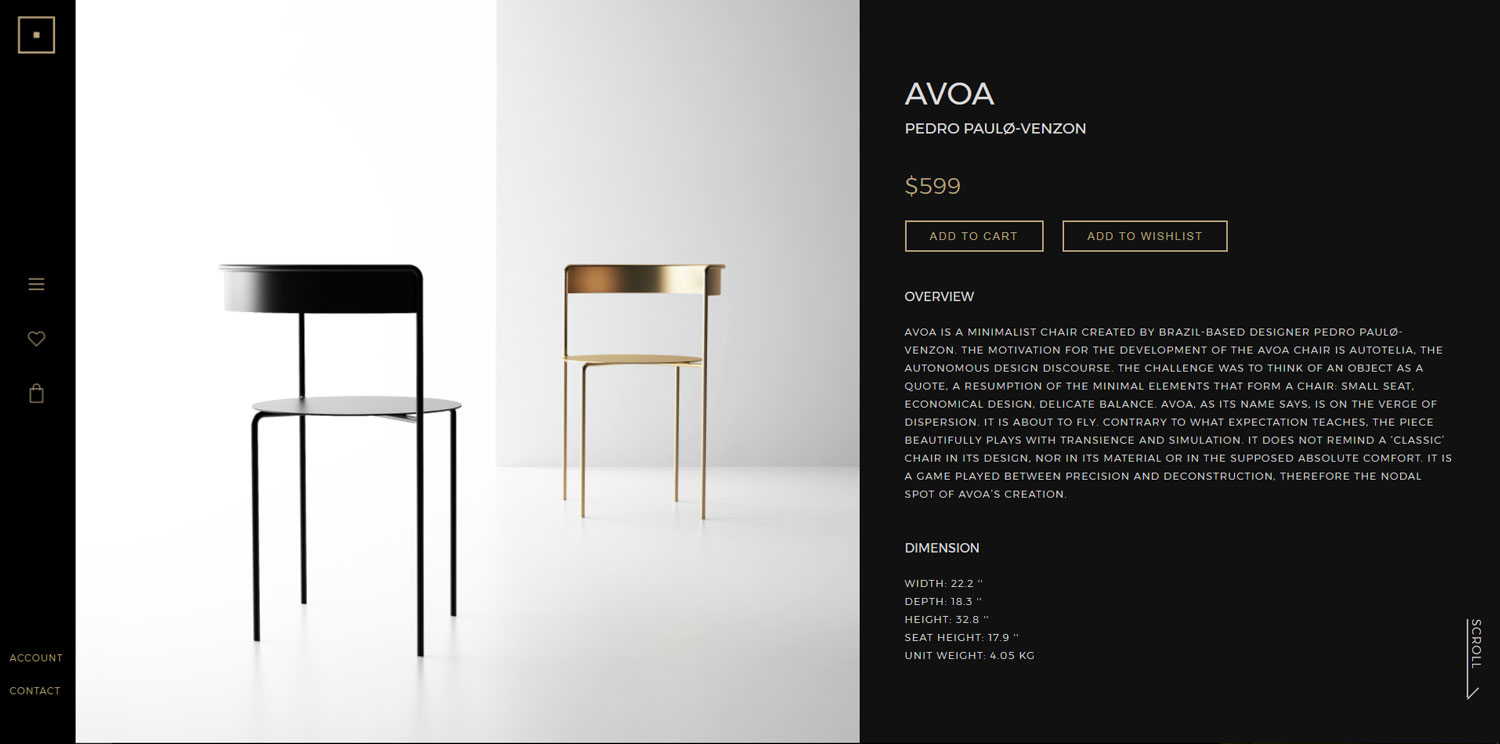 AVOA
PEDRO PAULØ-VENZON
$599
ADD TO CART
ADD TO WISHLIST
OVERVIEW
AVOA IS A MINIMALIST CHAIR CREATED BY BRAZIL-BASED DESIGNER PEDRO PAULØ-
VENZON. THE MOTIVATION FOR THE DEVELOPMENT OF THE AVOA CHAIR IS AUTOTELIA, THE
AUTONOMOUS DESIGN DISCOURSE. THE CHALLENGE WAS TO THINK OF AN OBJECT AS A
QUOTE, A RESUMPTION OF THE MINIMAL ELEMENTS THAT FORM A CHAIR: SMALL SEAT,
ECONOMICAL DESIGN, DELICATE BALANCE. AVOA, AS ITS NAME SAYS, IS ON THE VERGE OF
DISPERSION. IT IS ABOUT TO FLY. CONTRARY TO WHAT EXPECTATION TEACHES, THE PIECE
BEAUTIFULLY PLAYS WITH TRANSIENCE AND SIMULATION. IT DOES NOT REMIND A ‘CLASSIC’
CHAIR IN ITS DESIGN, NOR IN ITS MATERIAL OR IN THE SUPPOSED ABSOLUTE COMFORT. IT IS
A GAME PLAYED BETWEEN PRECISION AND DECONSTRUCTION, THEREFORE THE NODAL
SPOT OF AVOA’S CREATION.
DIMENSION
WIDTH: 22.2 ''
DEPTH: 18.3 ''
HEIGHT: 32.8 ''
SEAT HEIGHT: 17.9 ''
UNIT WEIGHT: 4.05 KG
SCROLL
ACCOUNT
CONTACT